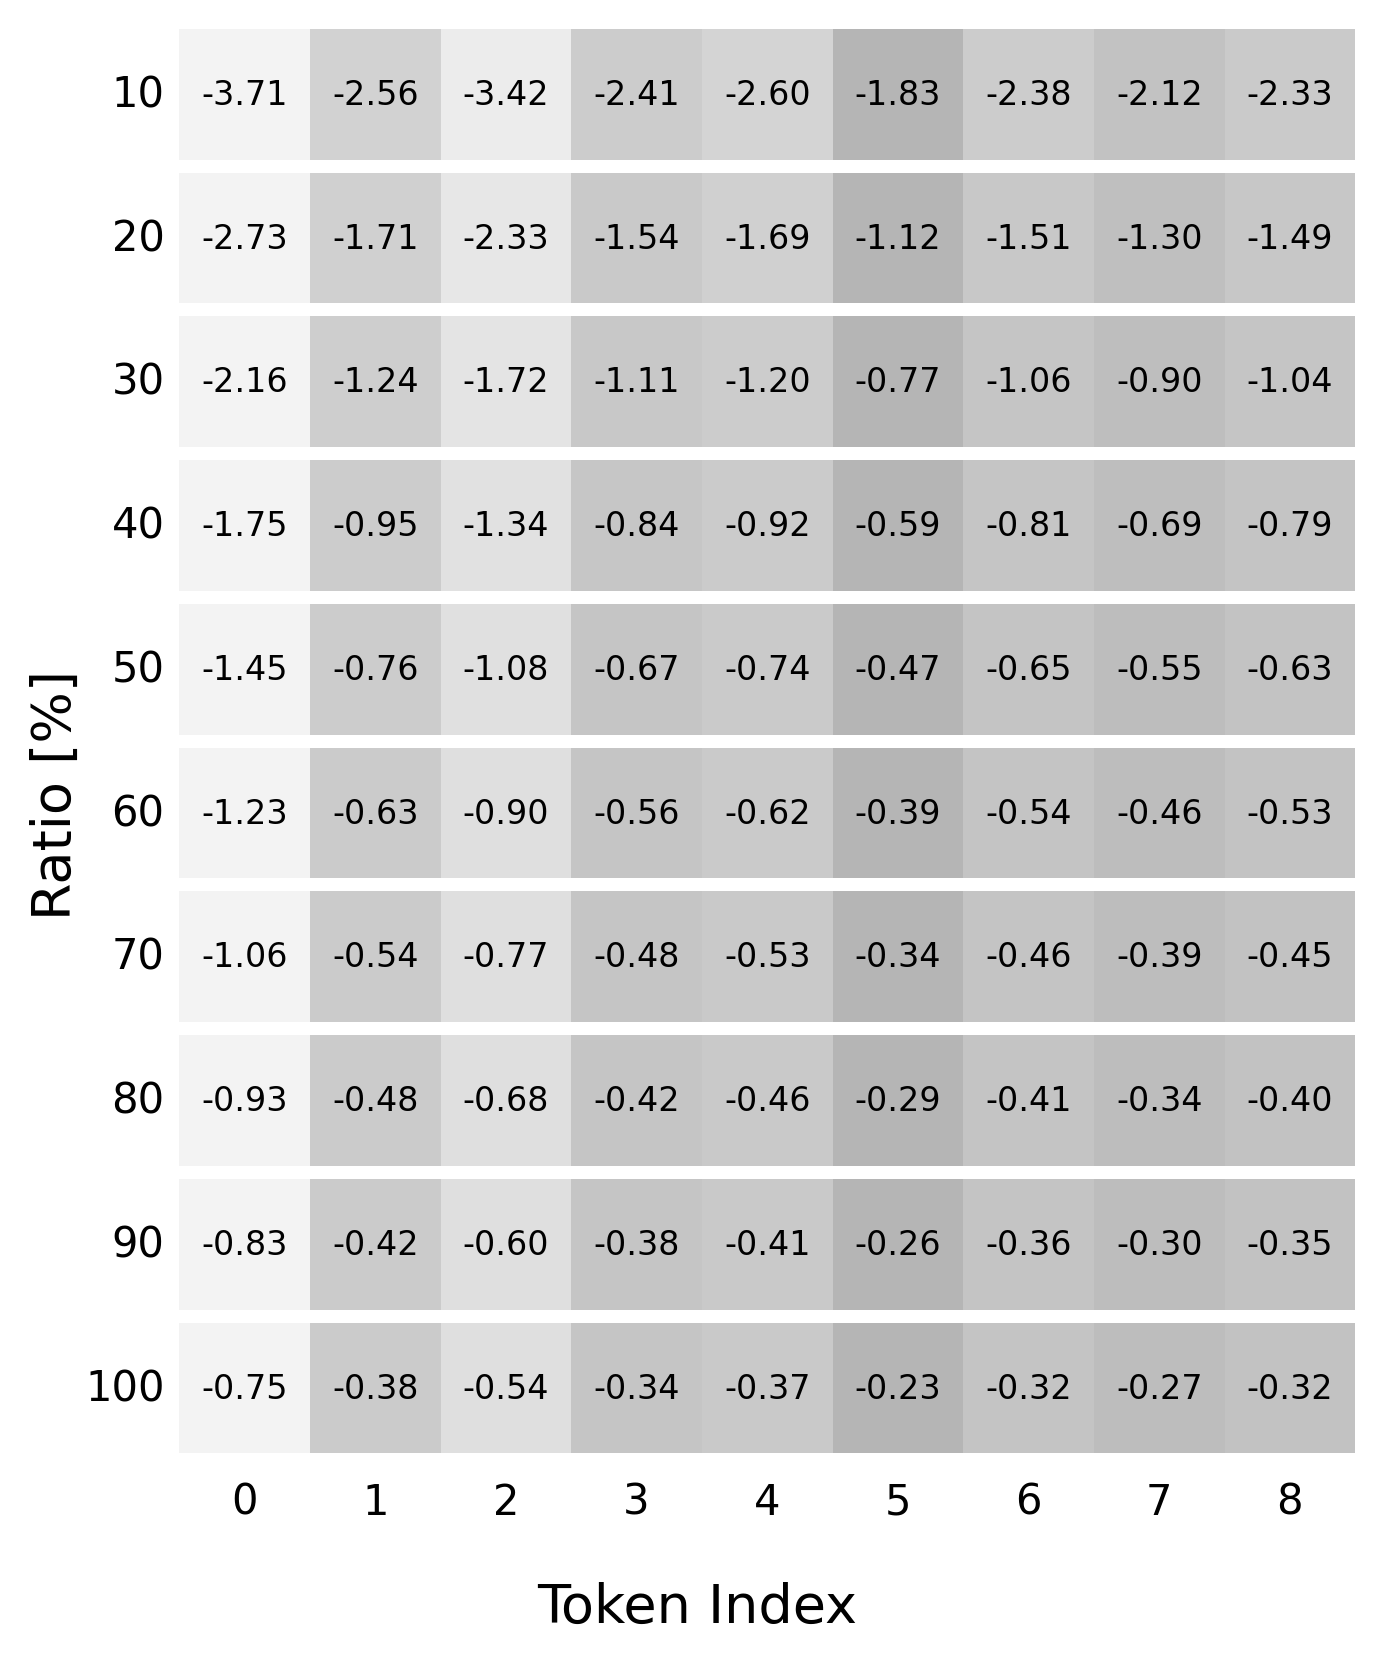 10 -3.71 -2.56 -3.42 -2.41 -2.60 -1.83 -2.38 -2.12 -2.33
20 -2.73 -1.71 -2.33 -1.54 -1.69 -1.12 -1.51 -1.30 -1.49
30 -2.16 -1.24 -1.72 -1.11 -1.20 -0.77 -1.06 -0.90 -1.04
40 -1.75 -0.95 -1.34 -0.84 -0.92 -0.59 -0.81 -0.69 -0.79
50 -1.45 -0.76 -1.08 -0.67 -0.74 -0.47 -0.65 -0.55 -0.63
60 -1.23 -0.63 -0.90 -0.56 -0.62 -0.39 -0.54 -0.46 -0.53
70 -1.06 -0.54 -0.77 -0.48 -0.53 -0.34 -0.46 -0.39 -0.45
80 -0.93 -0.48 -0.68 -0.42 -0.46 -0.29 -0.41 -0.34 -0.40
90 -0.83 -0.42 -0.60 -0.38 -0.41 -0.26 -0.36 -0.30 -0.35
100 -0.75 -0.38 -0.54 -0.34 -0.37 -0.23 -0.32 -0.27 -0.32
0 1 2 3 4 5 6 7 8
Token Index
Ratio [%]